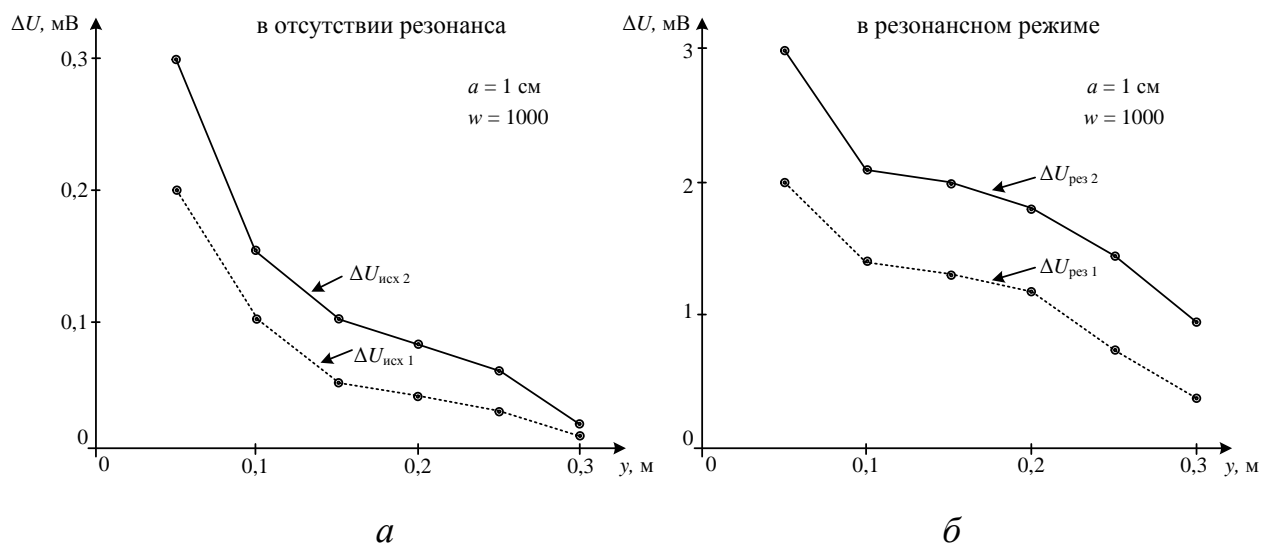 ΔU, мВ
в отсутствии резонанса
0,3
a = 1 см
w = 1000
0,2
ΔUисх 2
0,1
ΔUисх 1
0
0
0,1
0,2
0,3
y, м
а
ΔU, мВ
в резонансном режиме
3
a = 1 см
w = 1000
ΔUрез 2
2
ΔUрез 1
1
0
0
0,1
0,2
0,3
y, м
б